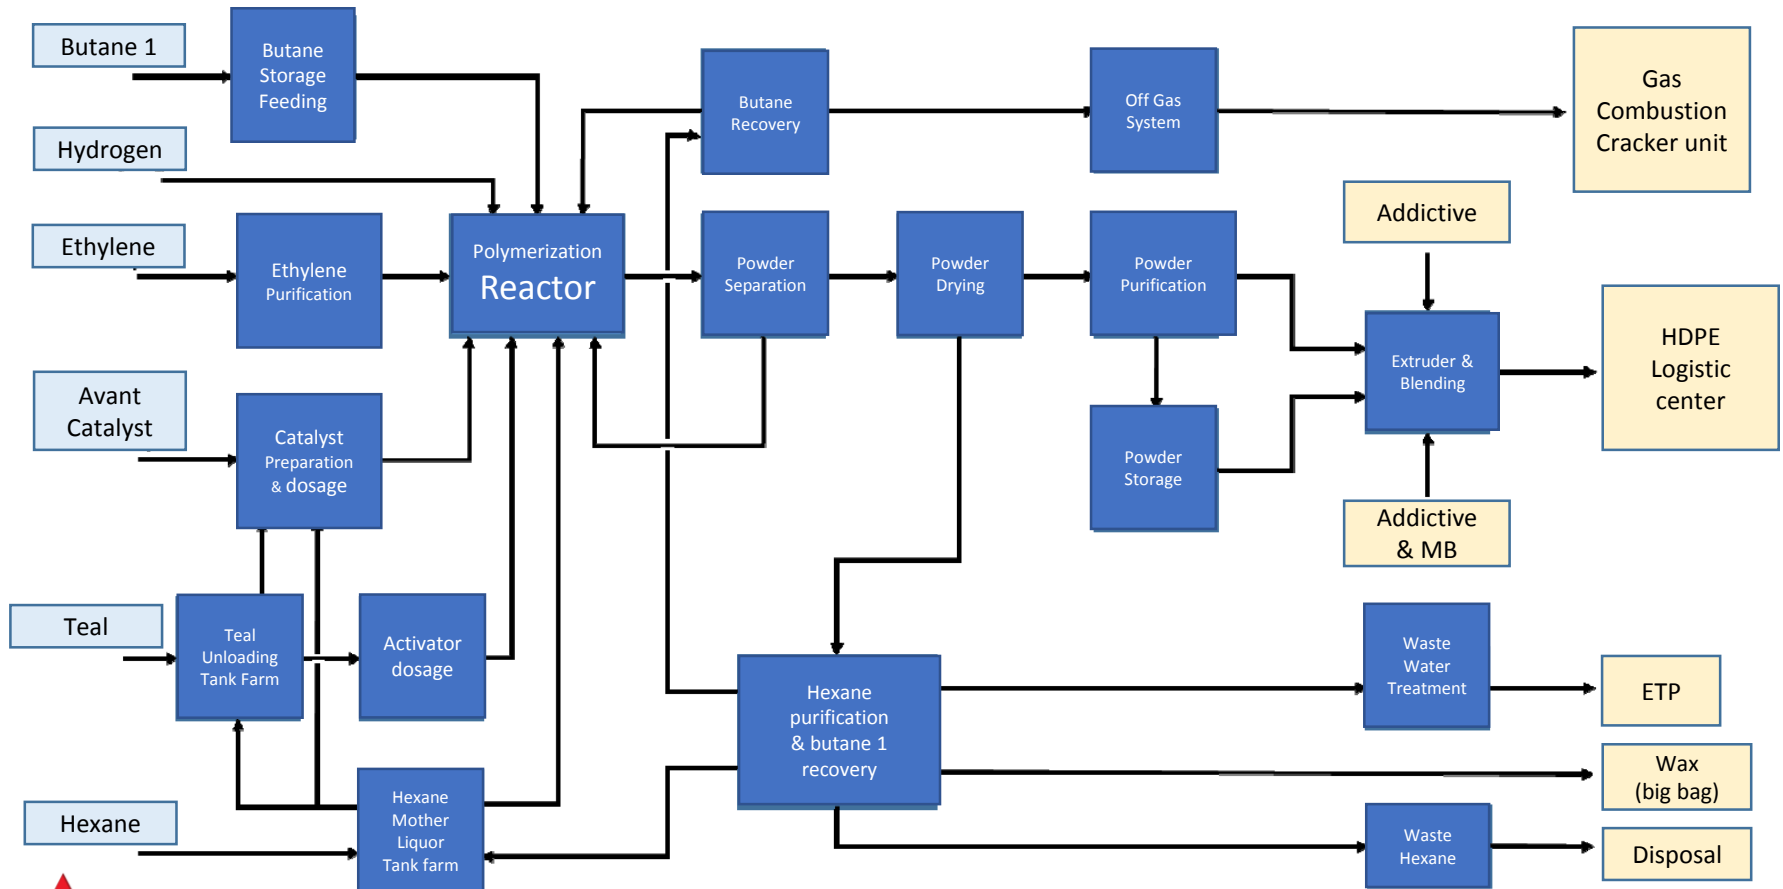 Butane 1
Butane
Storage
Feeding
Butane
Recovery
Off Gas
System
Gas
Combustion
Cracker unit
Hydrogen
Addictive
Ethylene
Ethylene
Purification
Polymerization
Reactor
Powder
Separation
Powder
Drying
Powder
Purification
Extruder &
Blending
HDPE
Logistic
center
Avant
Catalyst
Catalyst
Preparation
& dosage
Powder
Storage
Addictive
& MB
Teal
Teal
Unloading
Tank Farm
Activator
dosage
Hexane
purification
& butane 1
recovery
Waste
Water
Treatment
ETP
Wax
(big bag)
Hexane
Hexane
Mother
Liquor
Tank farm
Waste
Hexane
Disposal